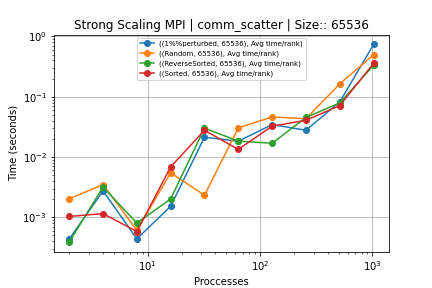 Strong Scaling MPI | comm_scatter | Size:: 65536
((1%%perturbed, 65536), Avg time/rank)
((Random, 65536), Avg time/rank)
((ReverseSorted, 65536), Avg time/rank)
((Sorted, 65536), Avg time/rank)
Time (seconds)
10⁰
10⁻¹
10⁻²
10⁻³
10¹ 10² 10³
Proccesses